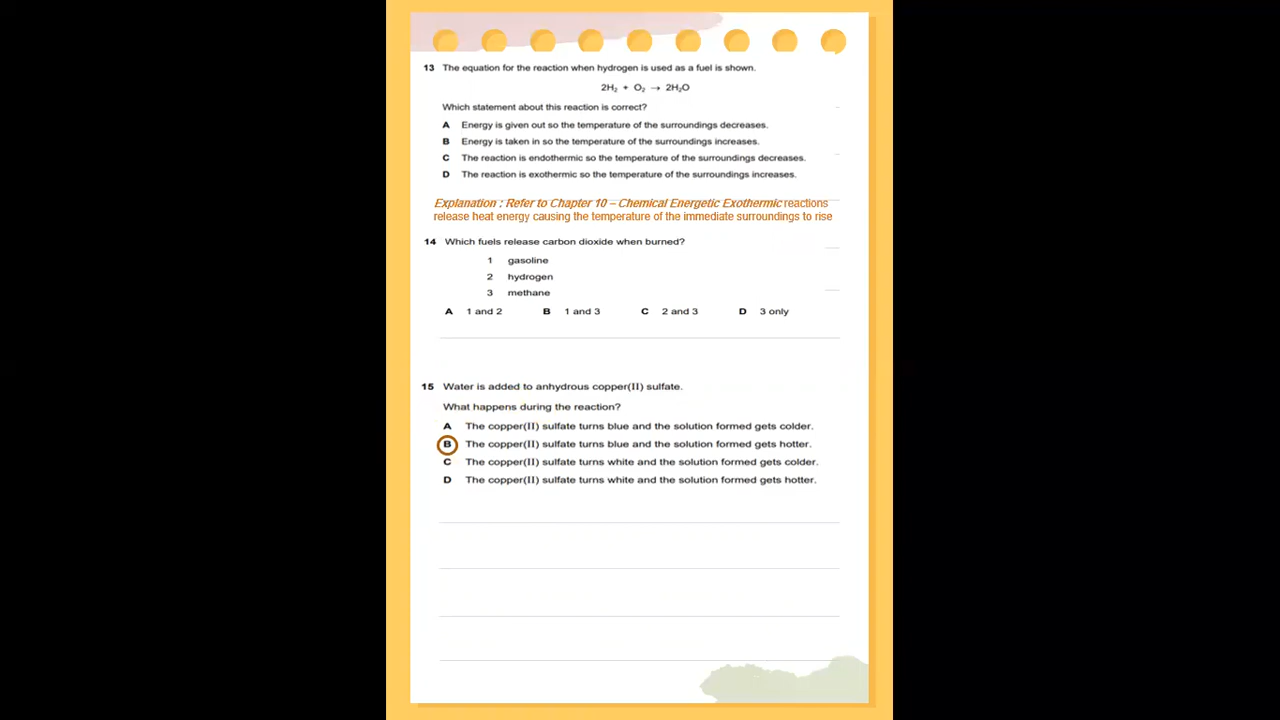 13 The equation for the reaction when hydrogen is used as a fuel is shown.
2H₂ + O₂ → 2H₂O
Which statement about this reaction is correct?
A Energy is given out so the temperature of the surroundings decreases.
B Energy is taken in so the temperature of the surroundings increases.
C The reaction is endothermic so the temperature of the surroundings decreases.
D The reaction is exothermic so the temperature of the surroundings increases.
Explanation : Refer to Chapter 10 – Chemical Energetic Exothermic reactions
release heat energy causing the temperature of the immediate surroundings to rise
14 Which fuels release carbon dioxide when burned?
1 gasoline
2 hydrogen
3 methane
A 1 and 2 B 1 and 3 C 2 and 3 D 3 only
15 Water is added to anhydrous copper(II) sulfate.
What happens during the reaction?
A The copper(II) sulfate turns blue and the solution formed gets colder.
B The copper(II) sulfate turns blue and the solution formed gets hotter.
C The copper(II) sulfate turns white and the solution formed gets colder.
D The copper(II) sulfate turns white and the solution formed gets hotter.